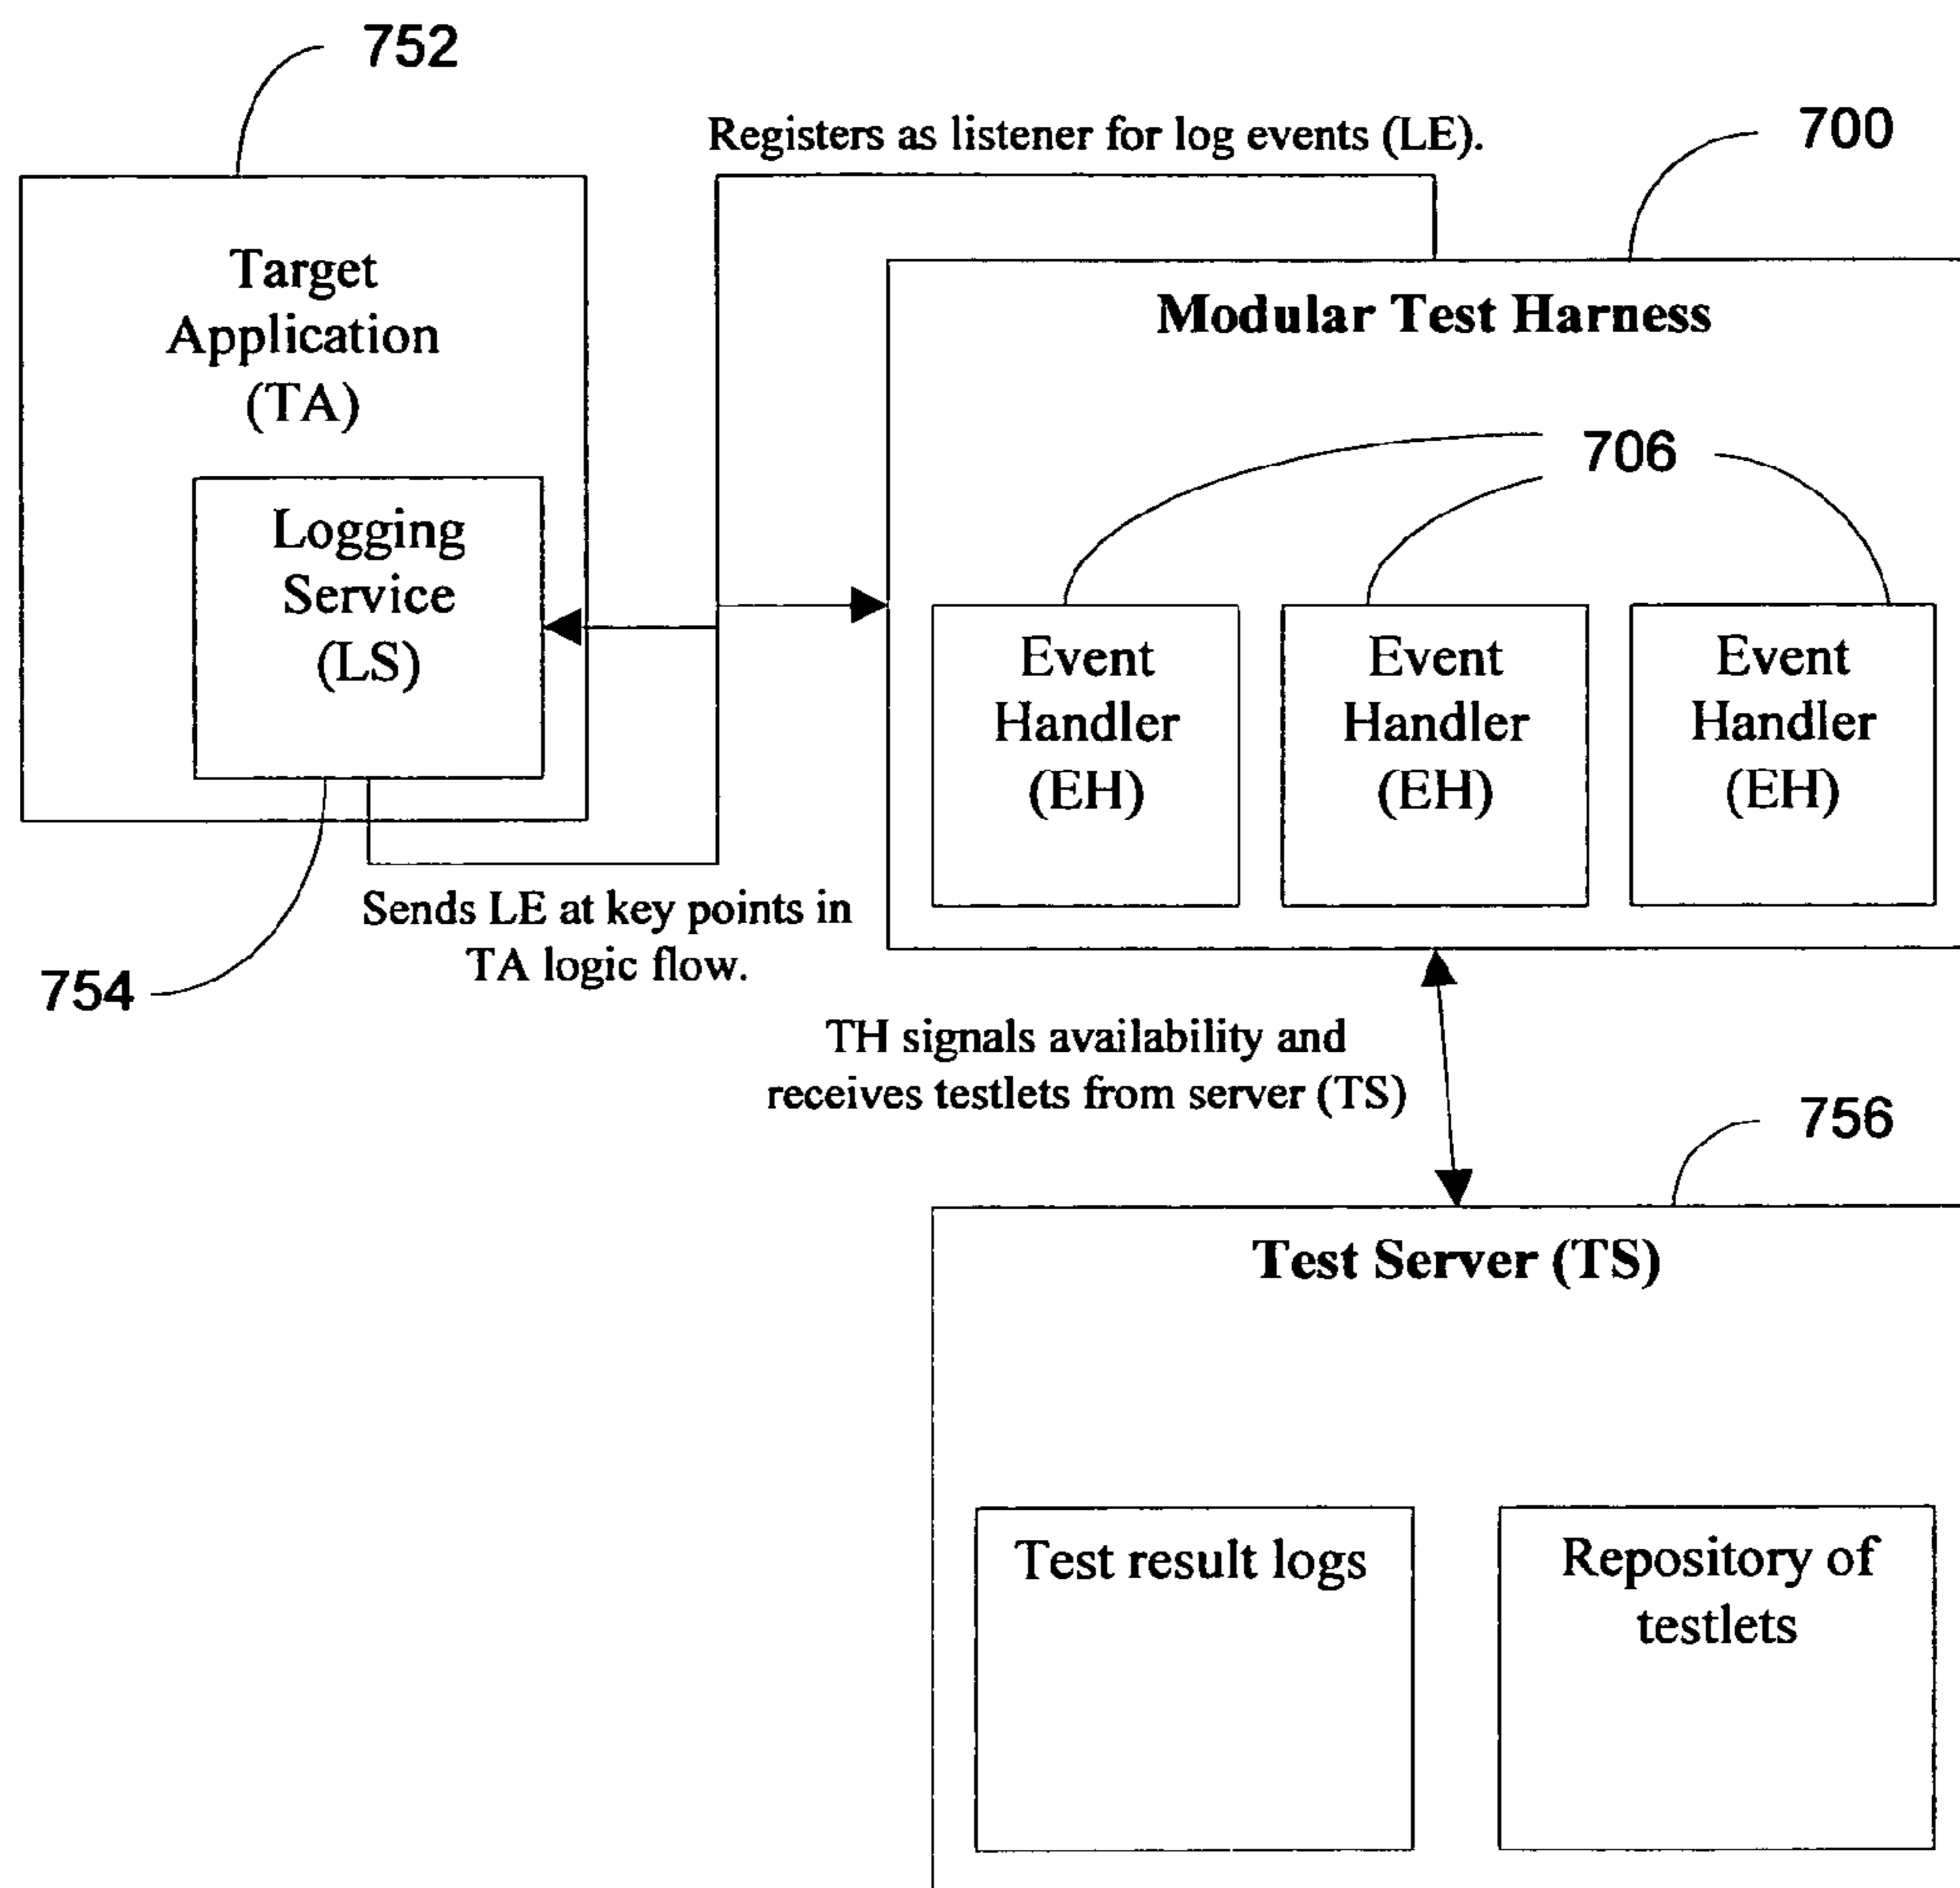 752
Registers as listener for log events (LE).
700
Target
Application
(TA)
Modular Test Harness
706
Logging
Service
(LS)
Event
Handler
(EH)
Event
Handler
(EH)
Event
Handler
(EH)
Sends LE at key points in
TA logic flow.
754
TH signals availability and
receives testlets from server (TS)
756
Test Server (TS)
Test result logs
Repository of
testlets